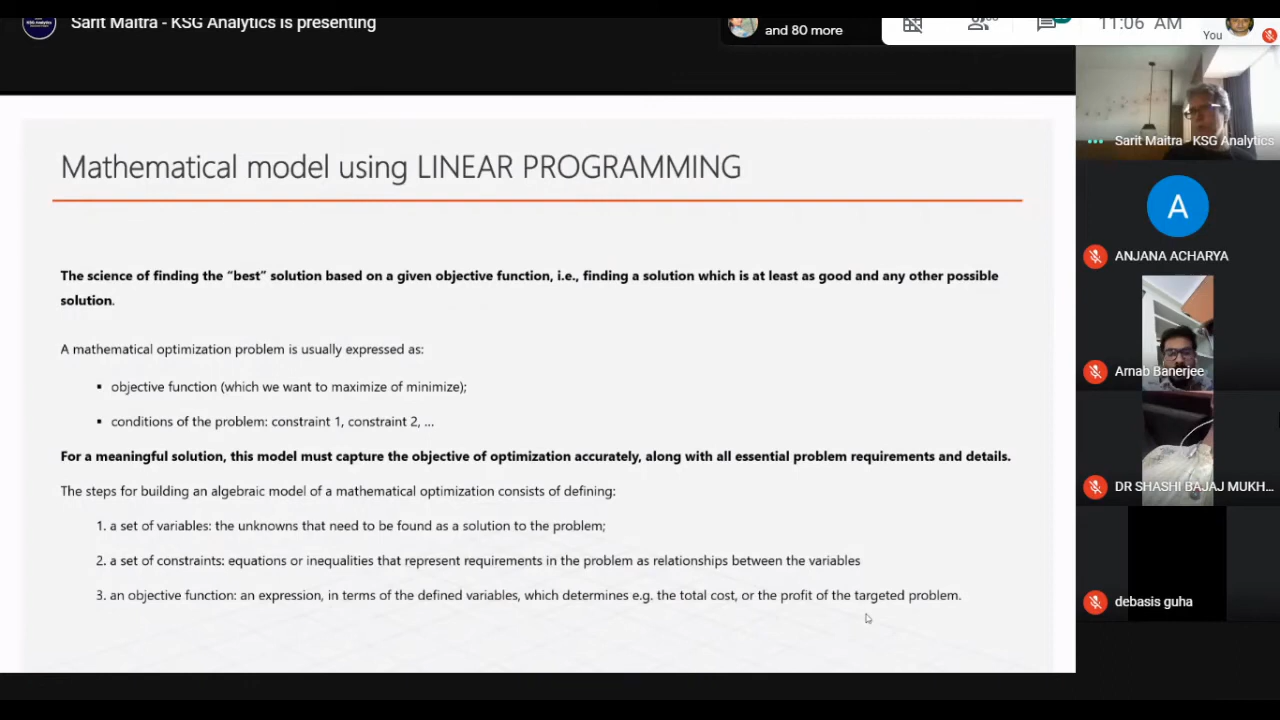 Sarit Maitra - KSG Analytics is presenting
and 80 more
11:06 AM
You
Mathematical model using LINEAR PROGRAMMING
The science of finding the “best” solution based on a given objective function, i.e., finding a solution which is at least as good and any other possible
solution.
A mathematical optimization problem is usually expressed as:
▪ objective function (which we want to maximize of minimize);
▪ conditions of the problem: constraint 1, constraint 2, ...
For a meaningful solution, this model must capture the objective of optimization accurately, along with all essential problem requirements and details.
The steps for building an algebraic model of a mathematical optimization consists of defining:
1. a set of variables: the unknowns that need to be found as a solution to the problem;
2. a set of constraints: equations or inequalities that represent requirements in the problem as relationships between the variables
3. an objective function: an expression, in terms of the defined variables, which determines e.g. the total cost, or the profit of the targeted problem.
Sarit Maitra - KSG Analytics
A
ANJANA ACHARYA
Arnab Banerjee
DR SHASHI BAJAJ MUKH...
debasis guha